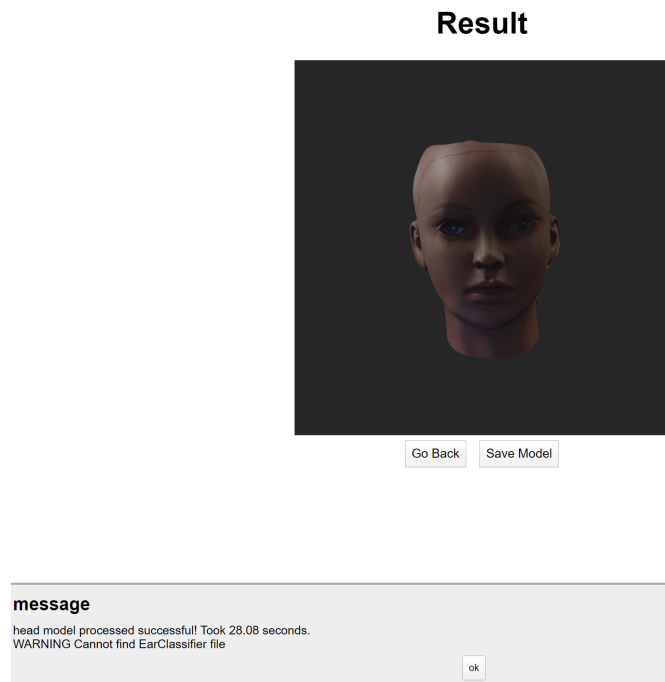 Result
Go Back Save Model
message
head model processed successful! Took 28.08 seconds.
WARNING Cannot find EarClassifier file
ok